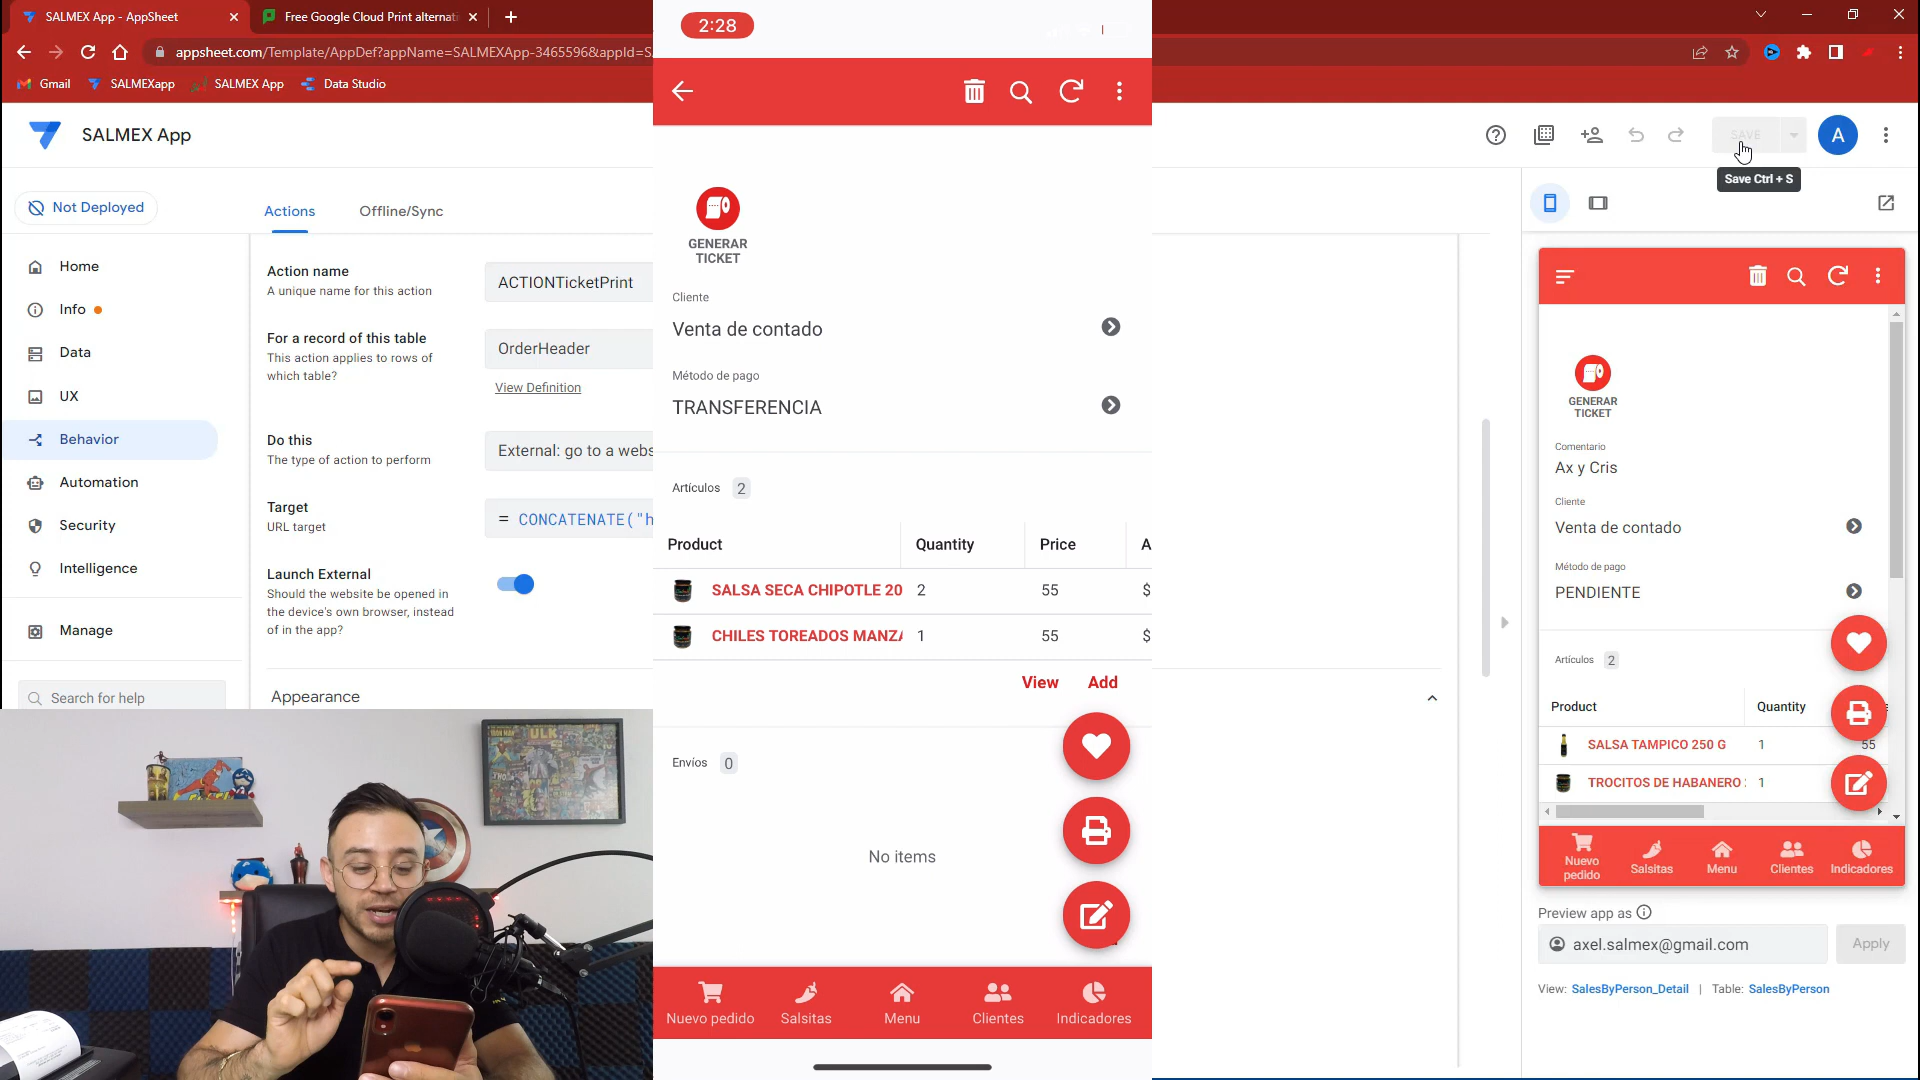 SALMEX App - AppSheet
Free Google Cloud Print alternati
appsheet.com/Template/AppDef?appName=SALMEXApp-3465596&appId=S
Gmail
SALMEXapp
SALMEX App
Data Studio
SALMEX App
SAVE
A
Save Ctrl + S
Not Deployed
Actions
Offline/Sync
Home
Info
Data
UX
Behavior
Automation
Security
Intelligence
Manage
Search for help
Action name
A unique name for this action
ACTIONTicketPrint
For a record of this table
This action applies to rows of
which table?
OrderHeader
View Definition
Do this
The type of action to perform
External: go to a webs
Target
URL target
= CONCATENATE("h
Launch External
Should the website be opened in
the device's own browser, instead
of in the app?
Appearance
2:28
GENERAR
TICKET
Cliente
Venta de contado
Método de pago
TRANSFERENCIA
Artículos 2
Product Quantity Price A
SALSA SECA CHIPOTLE 20 2 55 $
CHILES TOREADOS MANZA 1 55 $
View Add
Envíos 0
No items
Nuevo pedido
Salsitas
Menu
Clientes
Indicadores
GENERAR
TICKET
Comentario
Ax y Cris
Cliente
Venta de contado
Método de pago
PENDIENTE
Artículos 2
Product Quantity
SALSA TAMPICO 250 G 1 55
TROCITOS DE HABANERO 1
Nuevo
pedido
Salsitas
Menu
Clientes
Indicadores
Preview app as
axel.salmex@gmail.com
Apply
View: SalesByPerson_Detail | Table: SalesByPerson
ULK